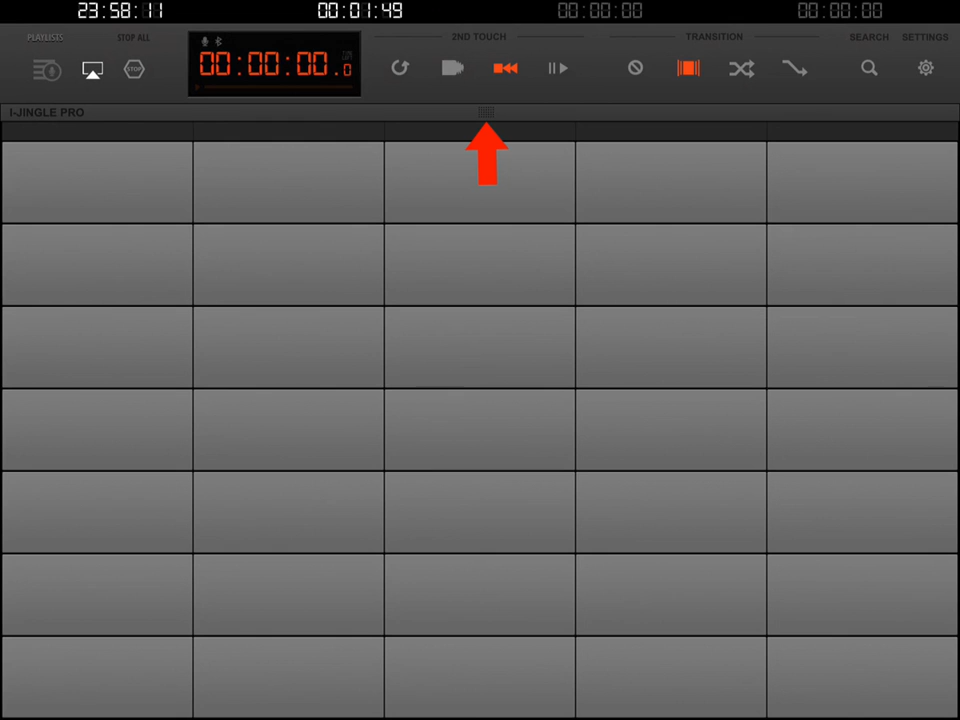 23:58:11 00:01:49 00:00:00 00:00:00
PLAYLISTS STOP ALL 2ND TOUCH TRANSITION SEARCH SETTINGS
STOP 00:00:00.0
I-JINGLE PRO